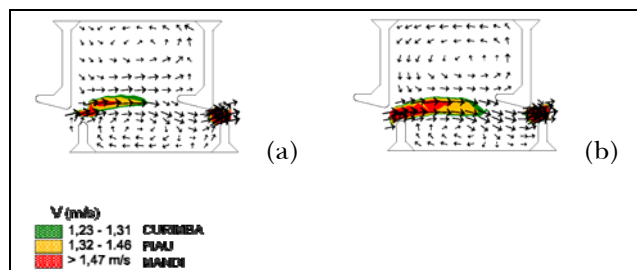 (a)
(b)
V (m/s)
1,23 - 1,31 CURIMBA
1,32 - 1.46 PIAU
> 1,47 m/s MANDI